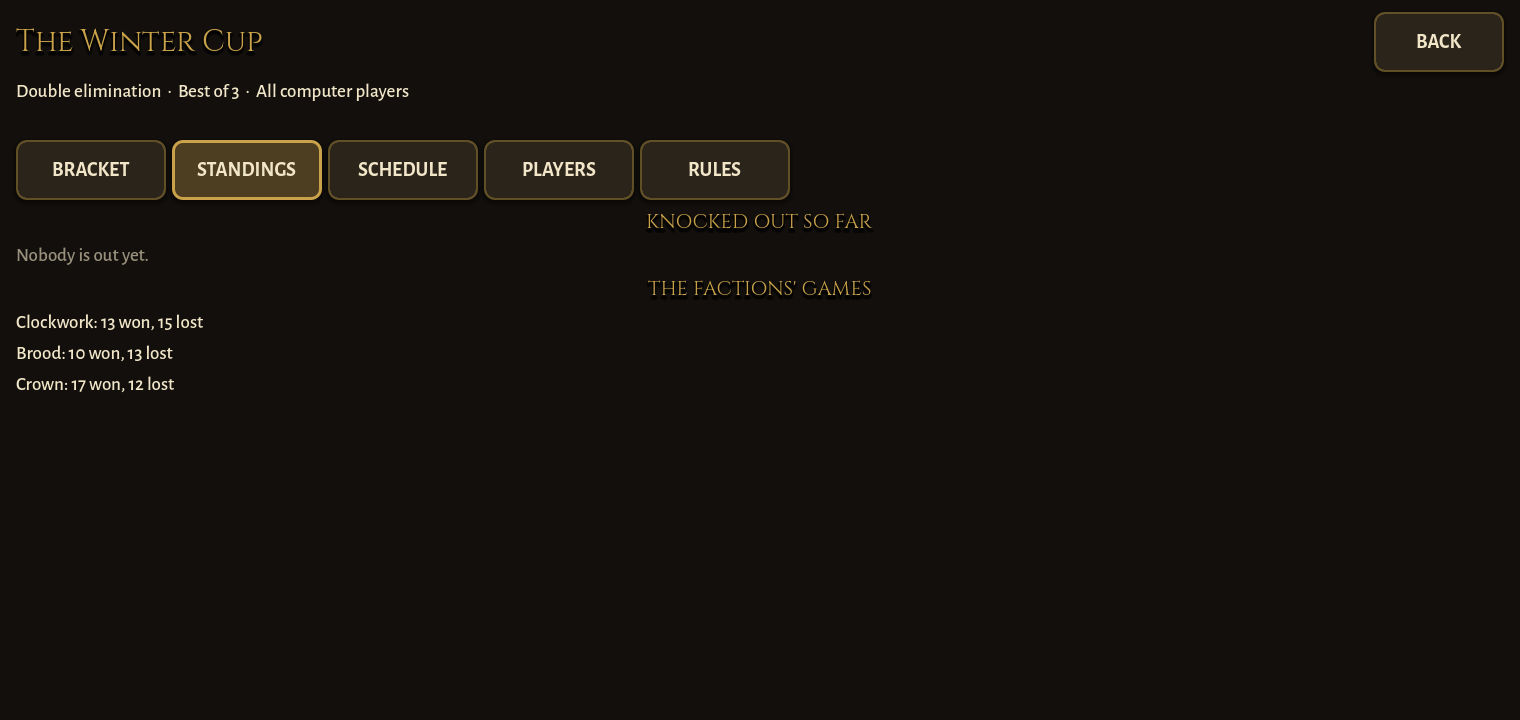 The Winter Cup
BACK
Double elimination · Best of 3 · All computer players
BRACKET STANDINGS SCHEDULE PLAYERS RULES
KNOCKED OUT SO FAR
Nobody is out yet.
THE FACTIONS' GAMES
Clockwork: 13 won, 15 lost
Brood: 10 won, 13 lost
Crown: 17 won, 12 lost